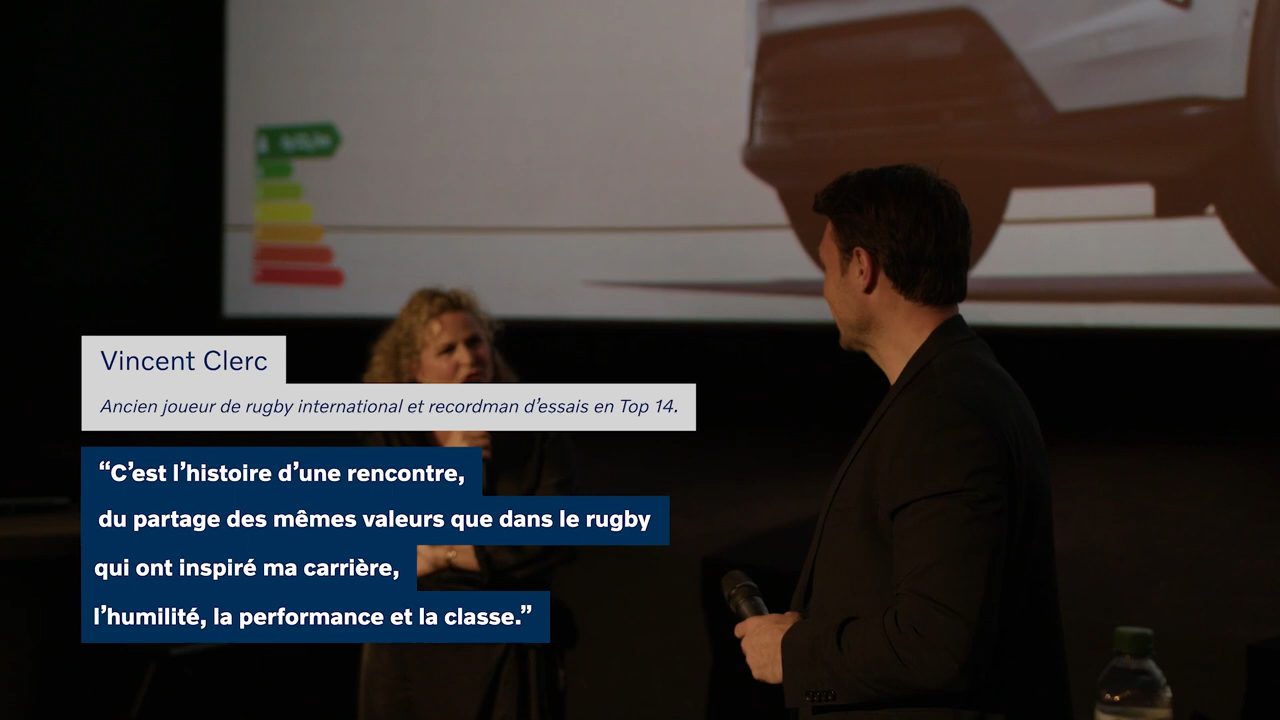 Vincent Clerc
Ancien joueur de rugby international et recordman d’essais en Top 14.
“C’est l’histoire d’une rencontre,
du partage des mêmes valeurs que dans le rugby
qui ont inspiré ma carrière,
l’humilité, la performance et la classe.”